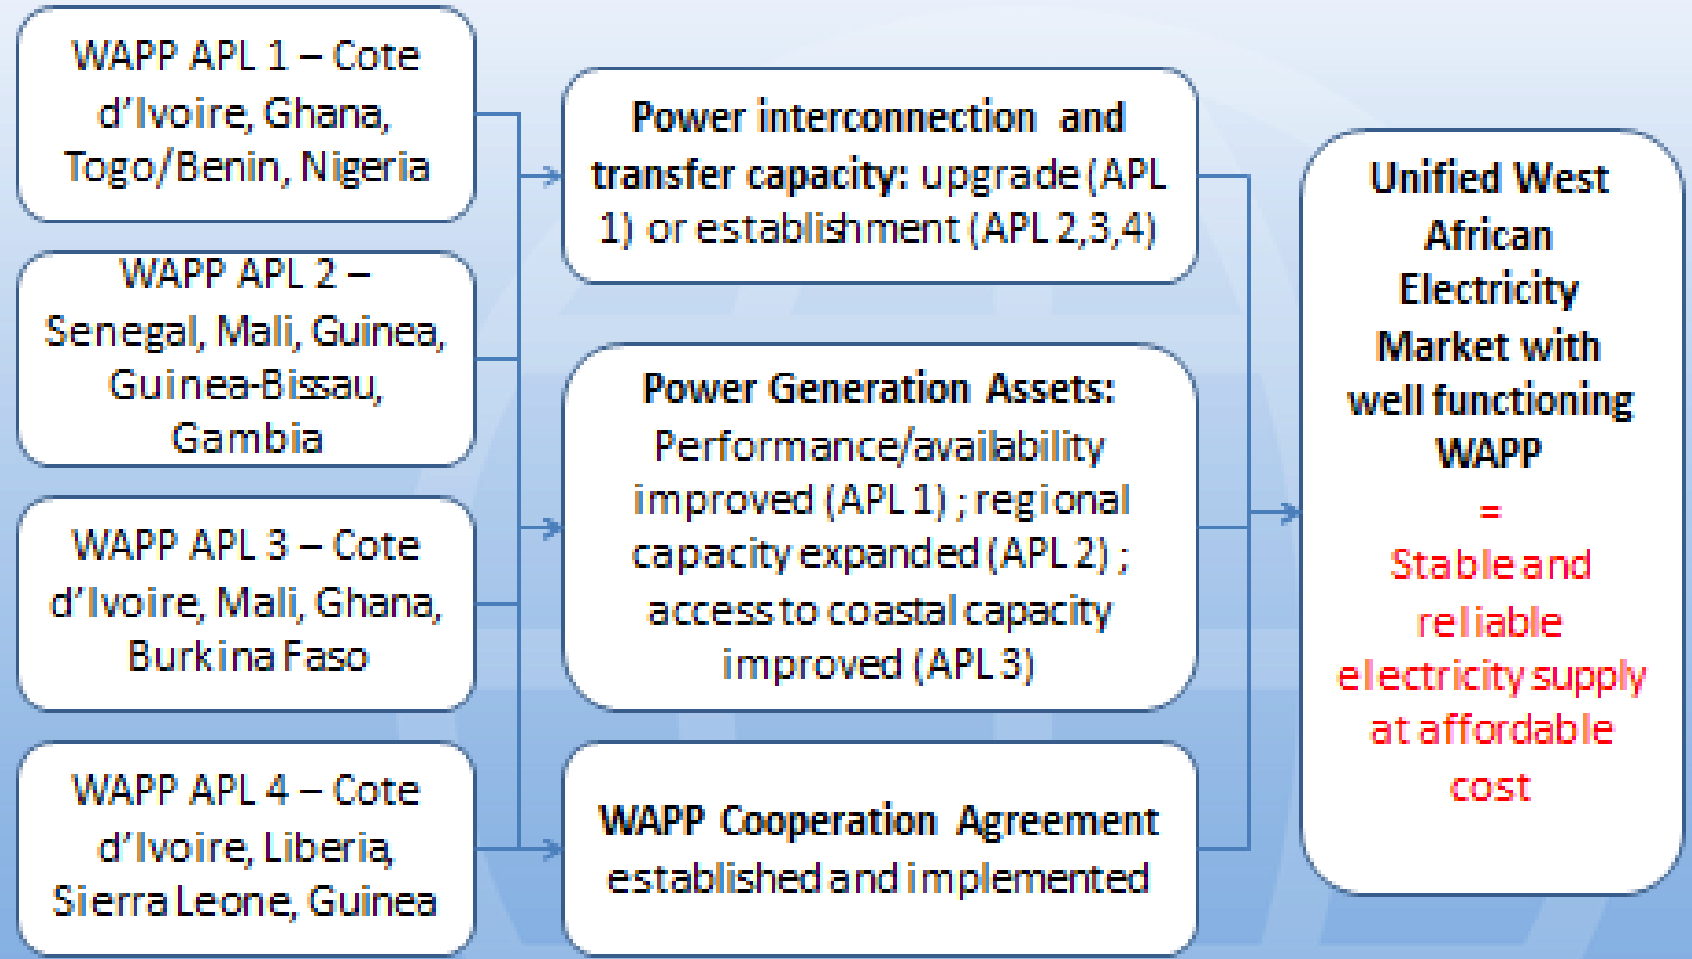 WAPP APL 1 – Cote
d’Ivoire, Ghana,
Togo/Benin, Nigeria
WAPP APL 2 –
Senegal, Mali, Guinea,
Guinea-Bissau,
Gambia
WAPP APL 3 – Cote
d’Ivoire, Mali, Ghana,
Burkina Faso
WAPP APL 4 – Cote
d’Ivoire, Liberia,
Sierra Leone, Guinea
Power interconnection and
transfer capacity: upgrade (APL
1) or establishment (APL 2,3,4)
Power Generation Assets:
Performance/availability
improved (APL 1) ; regional
capacity expanded (APL 2) ;
access to coastal capacity
improved (APL 3)
WAPP Cooperation Agreement
established and implemented
Unified West
African
Electricity
Market with
well functioning
WAPP
=
Stable and
reliable
electricity supply
at affordable
cost